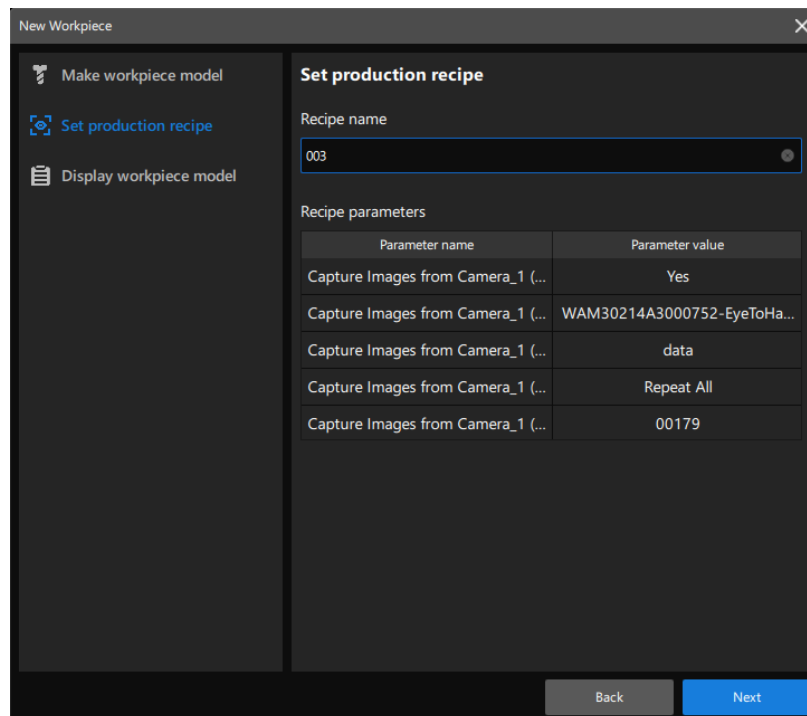 New Workpiece
Make workpiece model
Set production recipe
Display workpiece model
Set production recipe
Recipe name
003
Recipe parameters
Parameter name Parameter value
Capture Images from Camera_1 (... Yes
Capture Images from Camera_1 (... WAM30214A3000752-EyeToHa...
Capture Images from Camera_1 (... data
Capture Images from Camera_1 (... Repeat All
Capture Images from Camera_1 (... 00179
Back Next